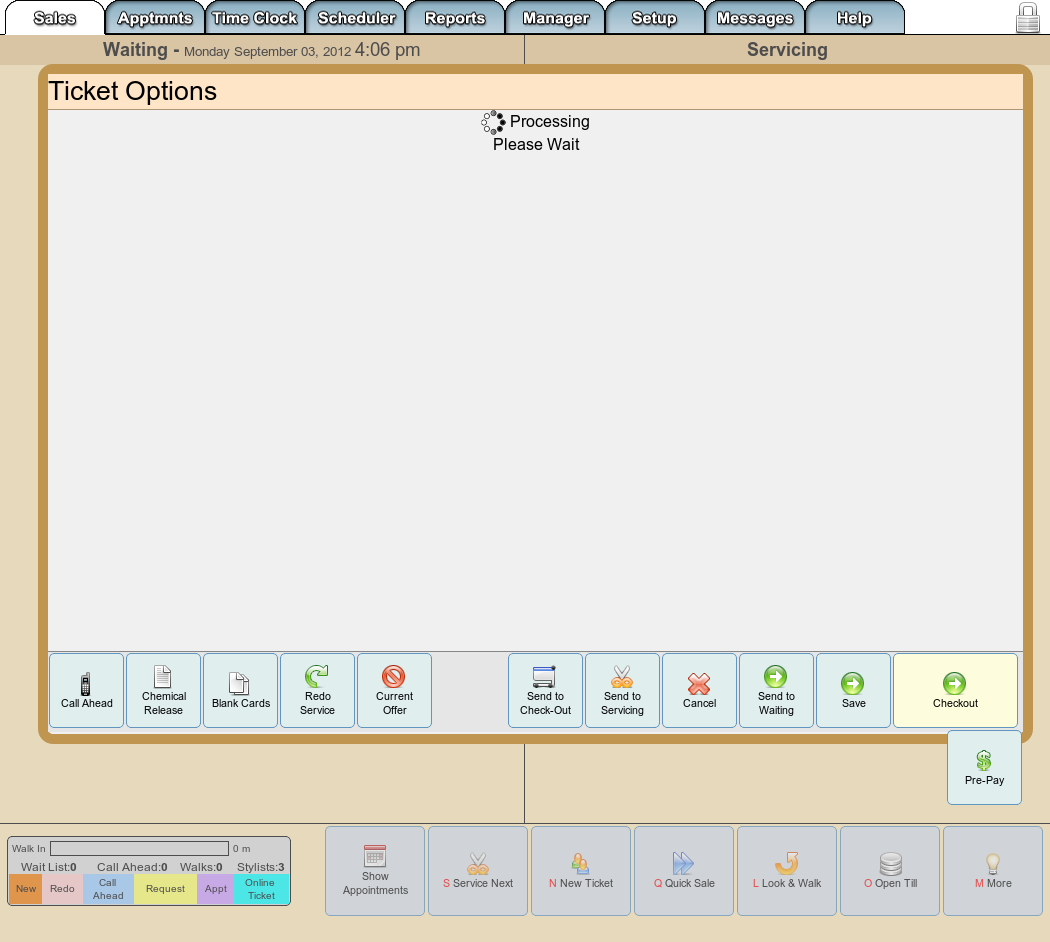 Sales Apptmnts Time Clock Scheduler Reports Manager Setup Messages Help
Waiting - Monday September 03, 2012 4:06 pm
Servicing
Ticket Options
Processing
Please Wait
Call Ahead
Chemical
Release
Blank Cards
Redo
Service
Current
Offer
Send to
Check-Out
Send to
Servicing
Cancel
Send to
Waiting
Save
Checkout
Pre-Pay
Walk In 0 m
Wait List:0 Call Ahead:0 Walks:0 Stylists:3
New
Redo
Call
Ahead
Request
Appt
Online
Ticket
Show
Appointments
S Service Next
N New Ticket
Q Quick Sale
L Look & Walk
O Open Till
M More